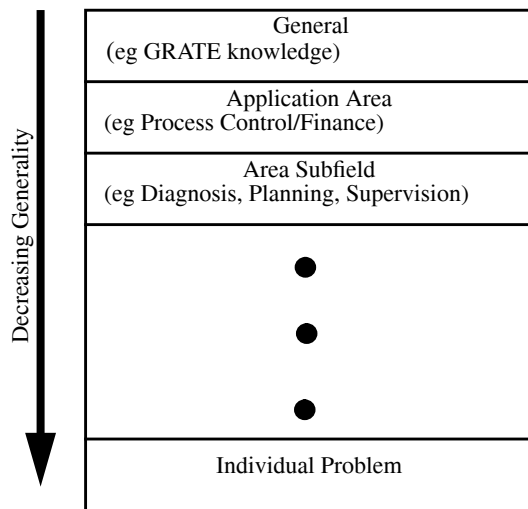 General
(eg GRATE knowledge)
Application Area
(eg Process Control/Finance)
Area Subfield
(eg Diagnosis, Planning, Supervision)
Individual Problem
Decreasing Generality